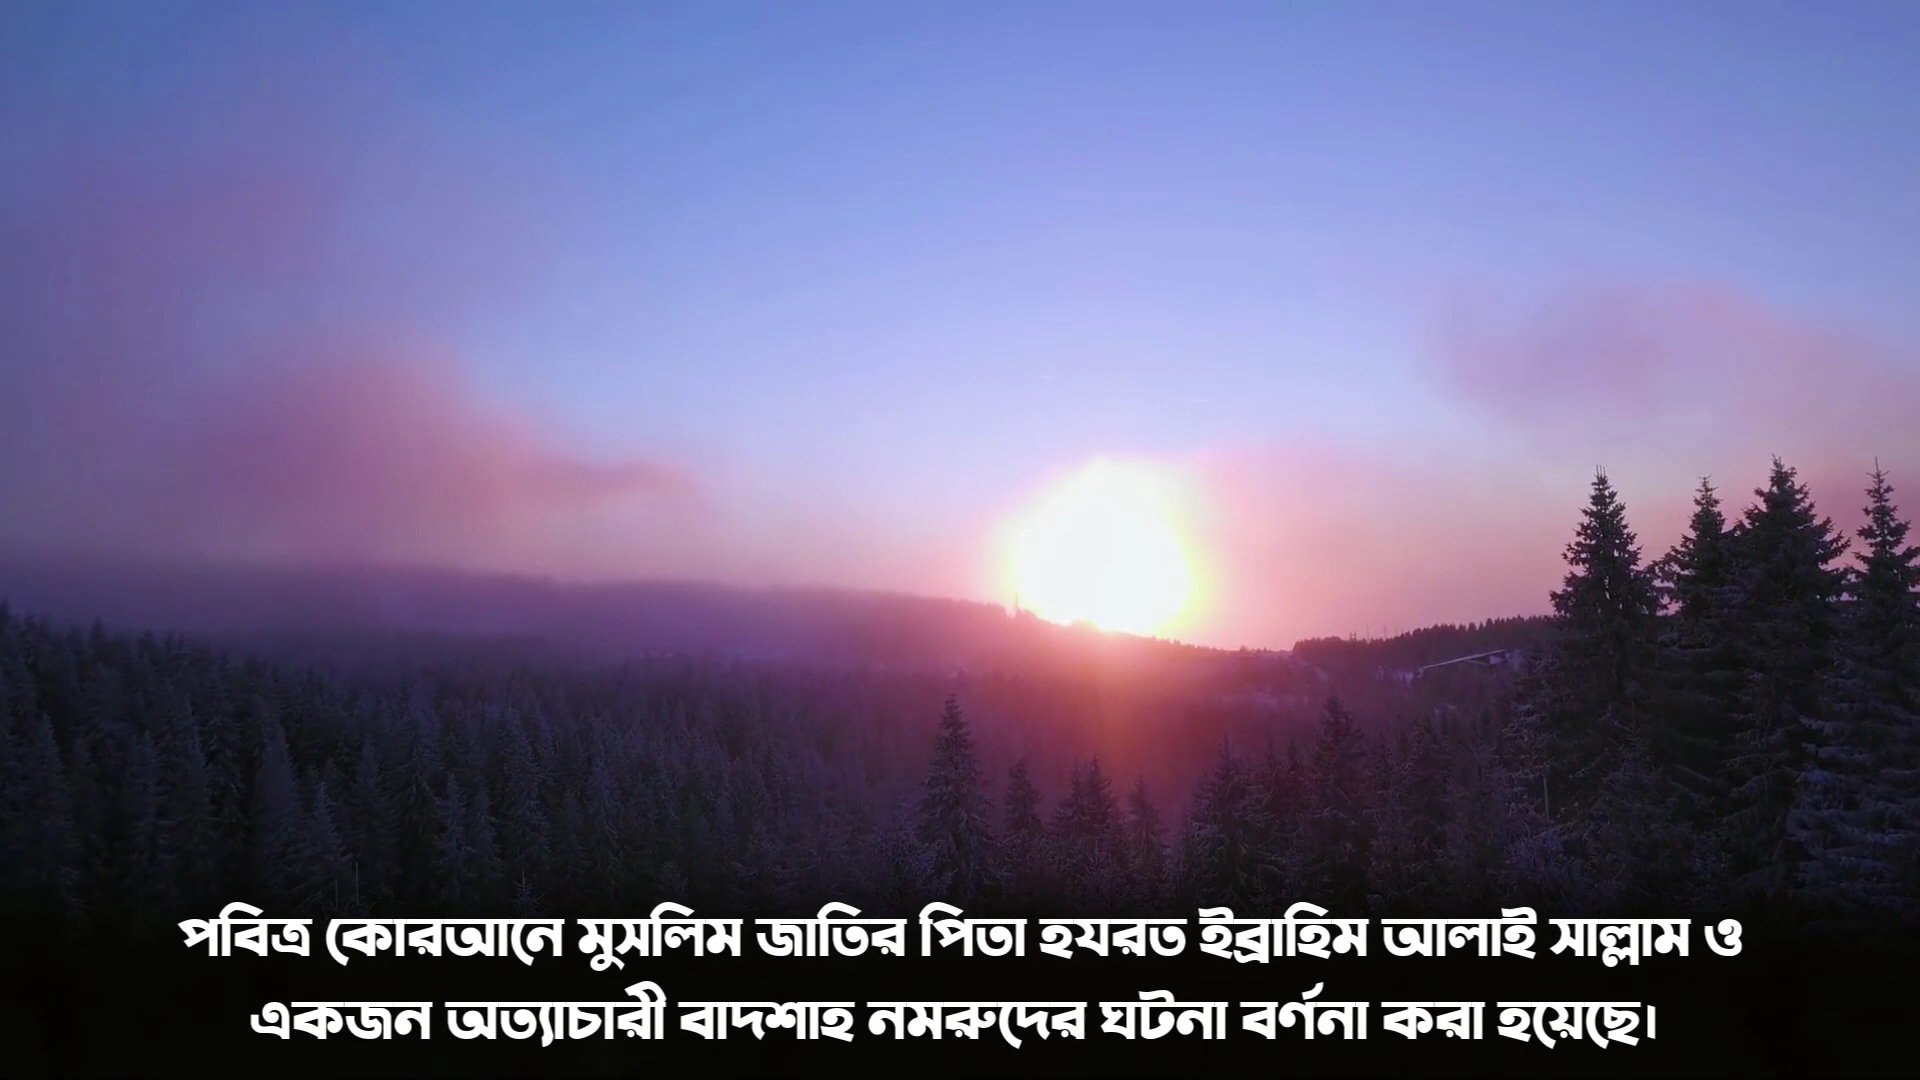 পবিত্র কোরআনে মুসলিম জাতির পিতা হযরত ইব্রাহিম আলাই সাল্লাম ও
একজন অত্যাচারী বাদশাহ নমরুদের ঘটনা বর্ণনা করা হয়েছে।